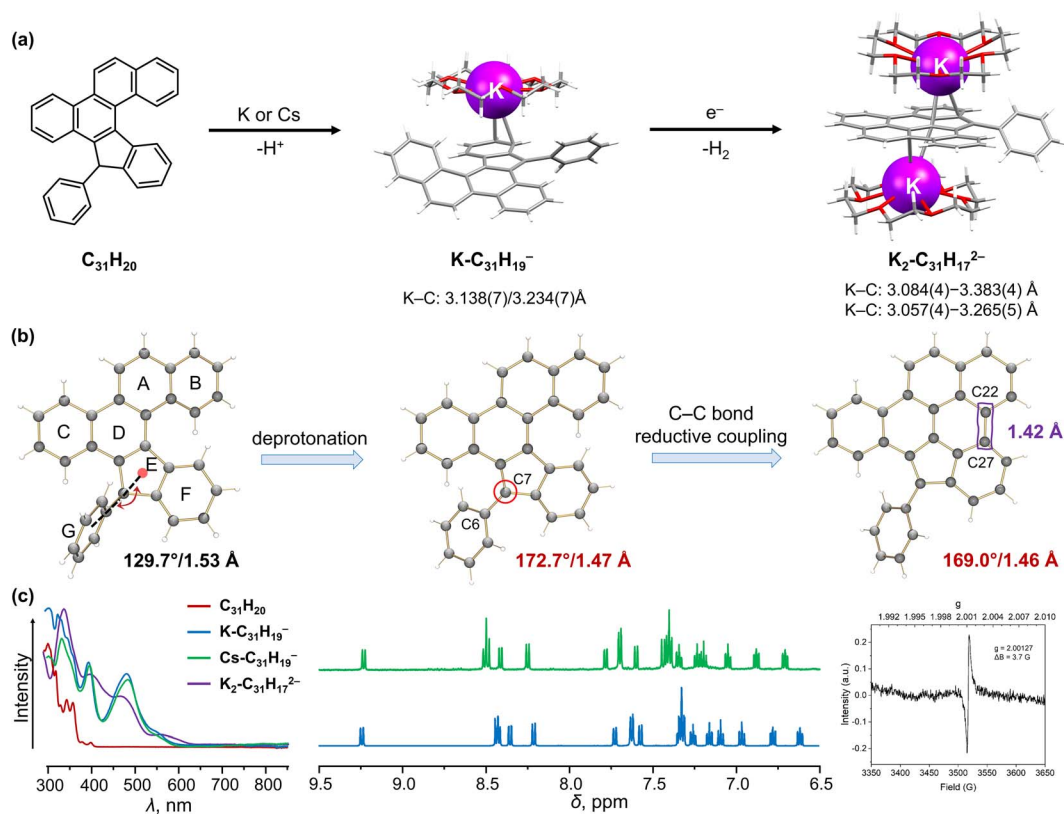 (a)
K or Cs
-H⁺
e⁻
-H₂
K
K
K
C₃₁H₂₀
K-C₃₁H₁₉⁻
K₂-C₃₁H₁₇²⁻
K–C: 3.138(7)/3.234(7)Å
K–C: 3.084(4)−3.383(4) Å
K–C: 3.057(4)−3.265(5) Å
(b)
A
B
C
D
E
F
G
129.7°/1.53 Å
deprotonation
C7
C6
172.7°/1.47 Å
C–C bond
reductive coupling
C22
1.42 Å
C27
169.0°/1.46 Å
(c)
Intensity
C₃₁H₂₀
K-C₃₁H₁₉⁻
Cs-C₃₁H₁₉⁻
K₂-C₃₁H₁₇²⁻
300 400 500 600 700 800
λ, nm
9.5 9.0 8.5 8.0 7.5 7.0 6.5
δ, ppm
g
1.992 1.995 1.998 2.001 2.004 2.007 2.010
g = 2.00127
ΔB = 3.7 G
Intensity (a.u.)
0.2
0.1
0.0
-0.1
-0.2
3350 3400 3450 3500 3550 3600 3650
Field (G)